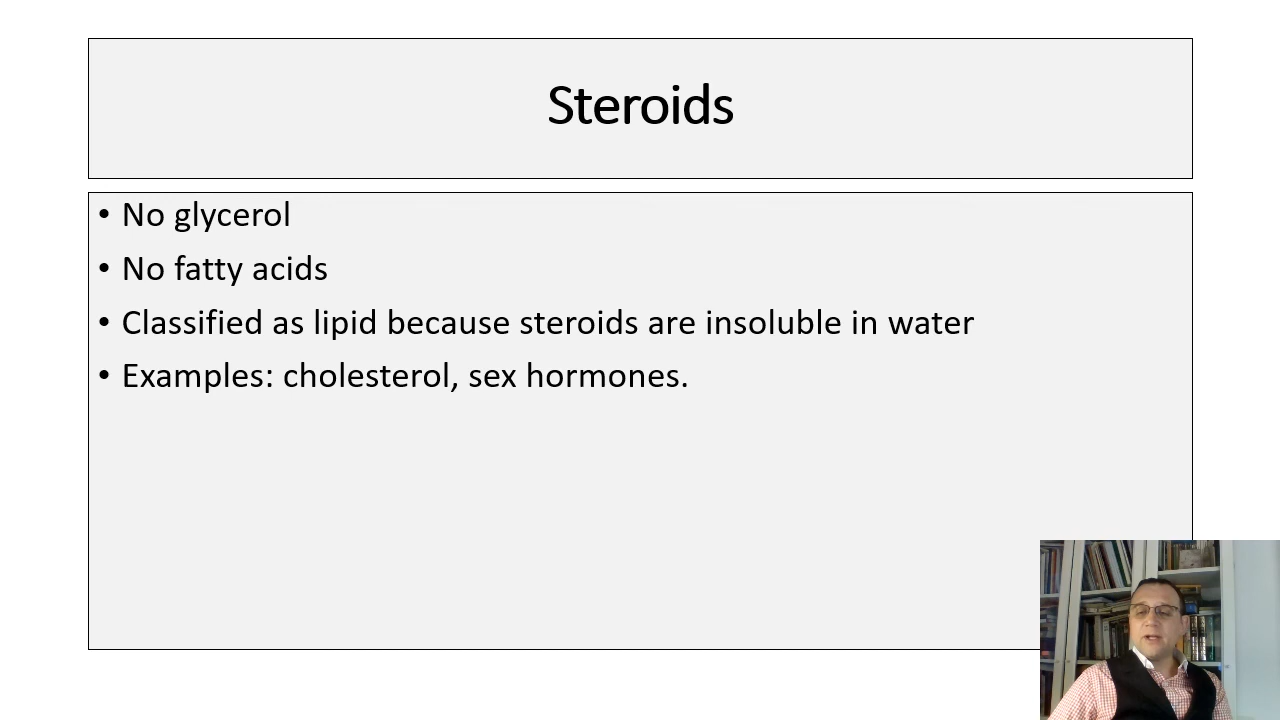 Steroids
• No glycerol
• No fatty acids
• Classified as lipid because steroids are insoluble in water
• Examples: cholesterol, sex hormones.